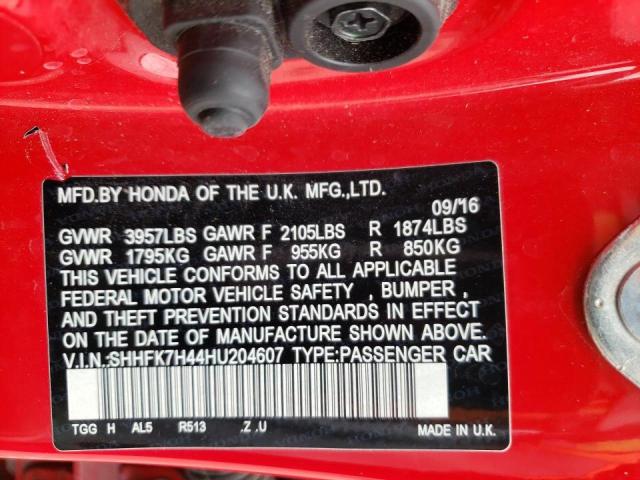 MFD.BY HONDA OF THE U.K. MFG.,LTD.
09/16
GVWR 3957LBS GAWR F 2105LBS R 1874LBS
GVWR 1795KG GAWR F 955KG R 850KG
THIS VEHICLE CONFORMS TO ALL APPLICABLE
FEDERAL MOTOR VEHICLE SAFETY , BUMPER ,
AND THEFT PREVENTION STANDARDS IN EFFECT
ON THE DATE OF MANUFACTURE SHOWN ABOVE.
V.I.N.:SHHFK7H44HU204607 TYPE:PASSENGER CAR
TGG H AL5 R513 .Z .U MADE IN U.K.